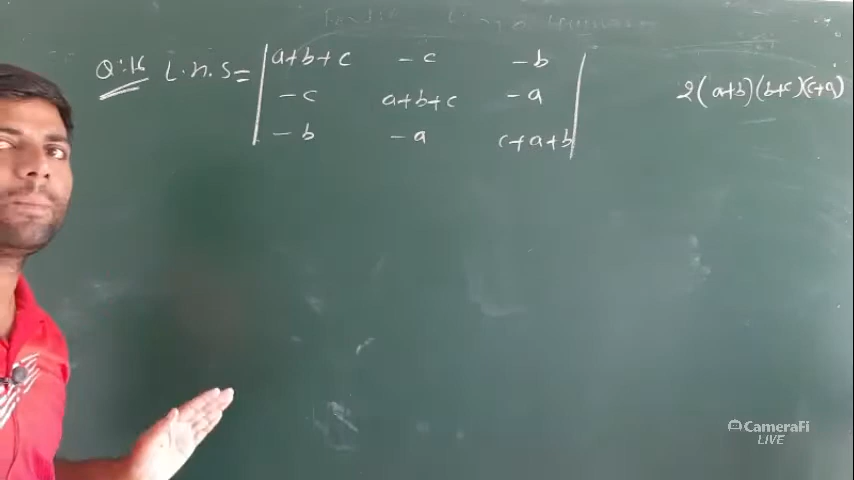 Q:16 L.H.S = | a+b+c -c -b |
-c a+b+c -a
-b -a c+a+b
2(a+b)(b+c)(c+a)
CameraFi
LIVE